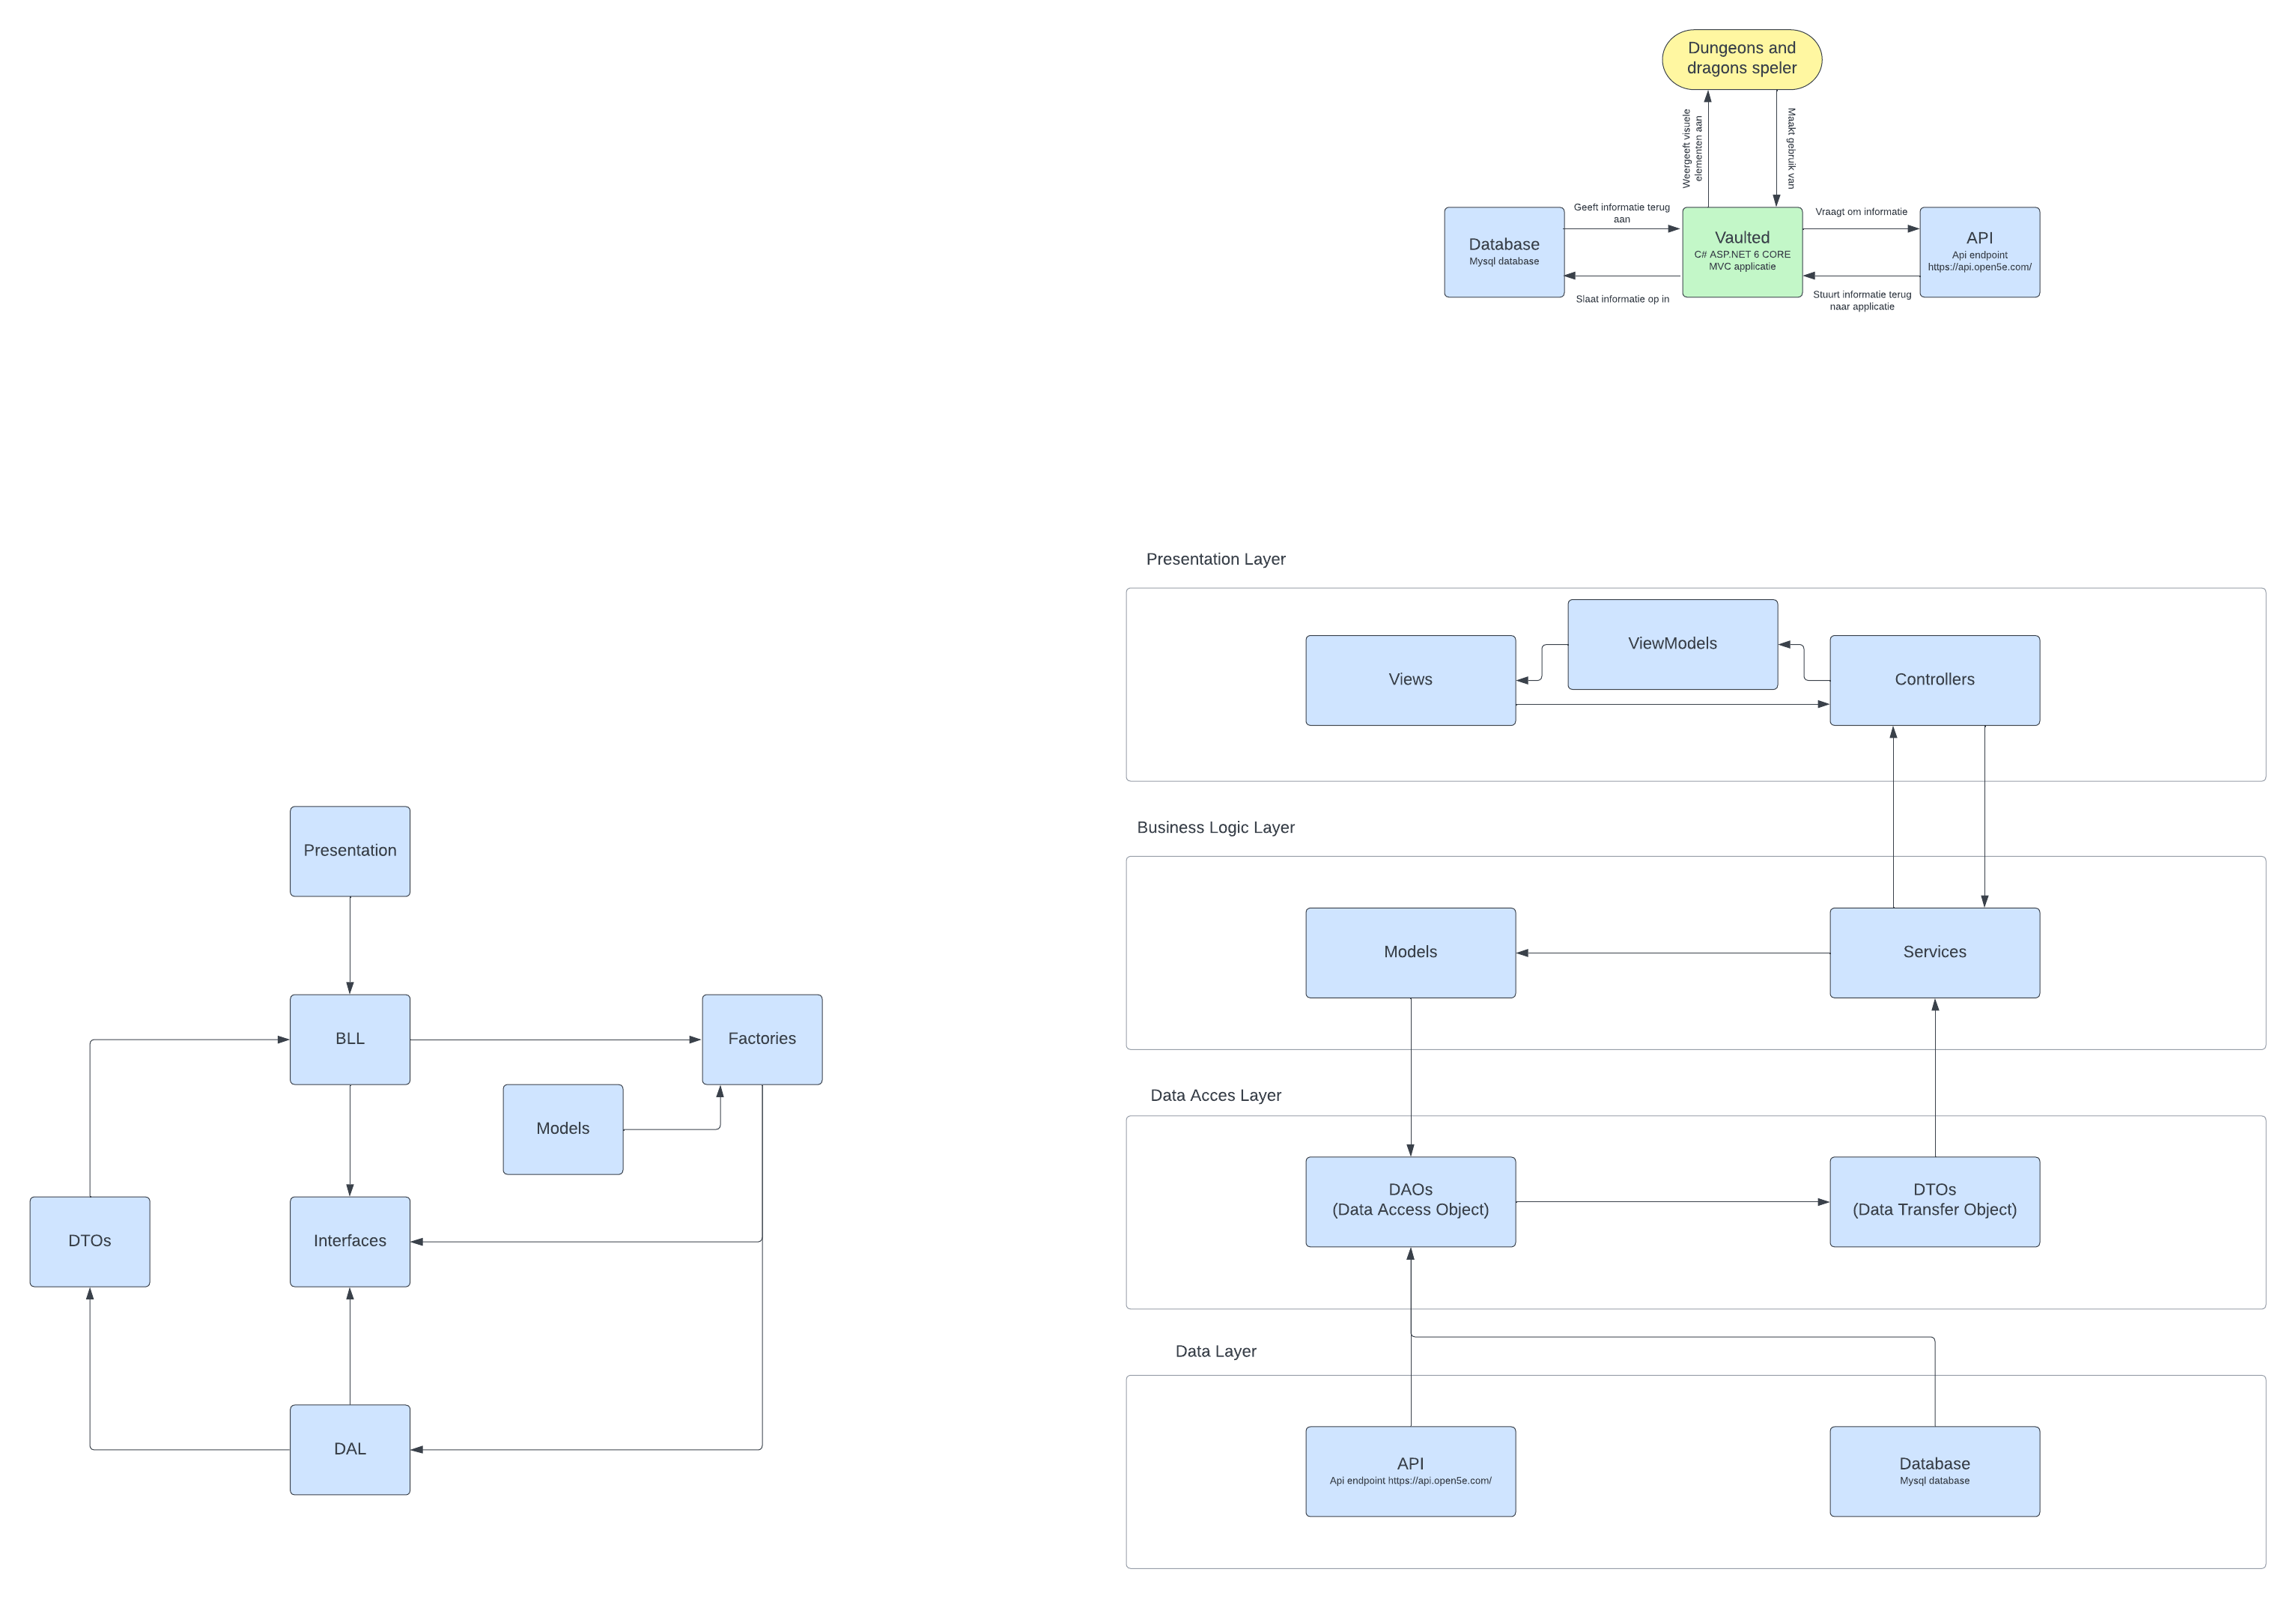 Dungeons and
dragons speler
Weergeeft visuele
elementen aan
Maakt gebruik van
Database
Mysql database
Geeft informatie terug
aan
Slaat informatie op in
Vaulted
C# ASP.NET 6 CORE
MVC applicatie
Vraagt om informatie
Stuurt informatie terug
naar applicatie
API
Api endpoint
https://api.open5e.com/
Presentation Layer
Views
ViewModels
Controllers
Business Logic Layer
Models
Services
Data Acces Layer
DAOs
(Data Access Object)
DTOs
(Data Transfer Object)
Data Layer
API
Api endpoint https://api.open5e.com/
Database
Mysql database
Presentation
BLL
Factories
Models
DTOs
Interfaces
DAL